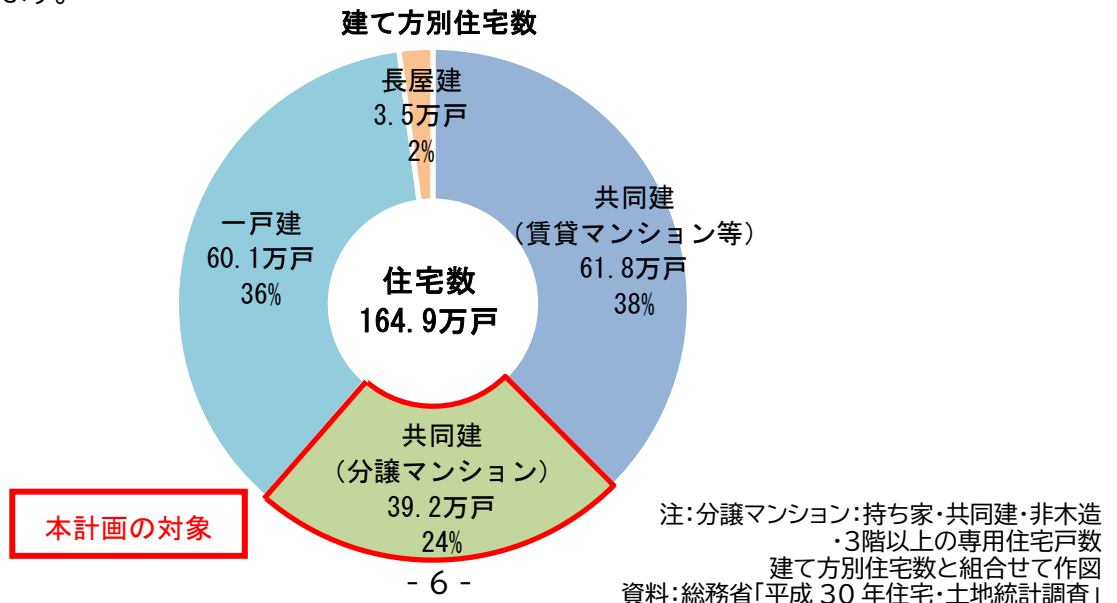 ます。
建て方別住宅数
長屋建
3.5万戸
2%
共同建
（賃貸マンション等）
61.8万戸
38%
一戸建
60.1万戸
36%
住宅数
164.9万戸
共同建
（分譲マンション）
39.2万戸
24%
本計画の対象
注：分譲マンション：持ち家・共同建・非木造
・3階以上の専用住宅戸数
建て方別住宅数と組合せて作図
資料：総務省「平成 30 年住宅・土地統計調査」
- 6 -